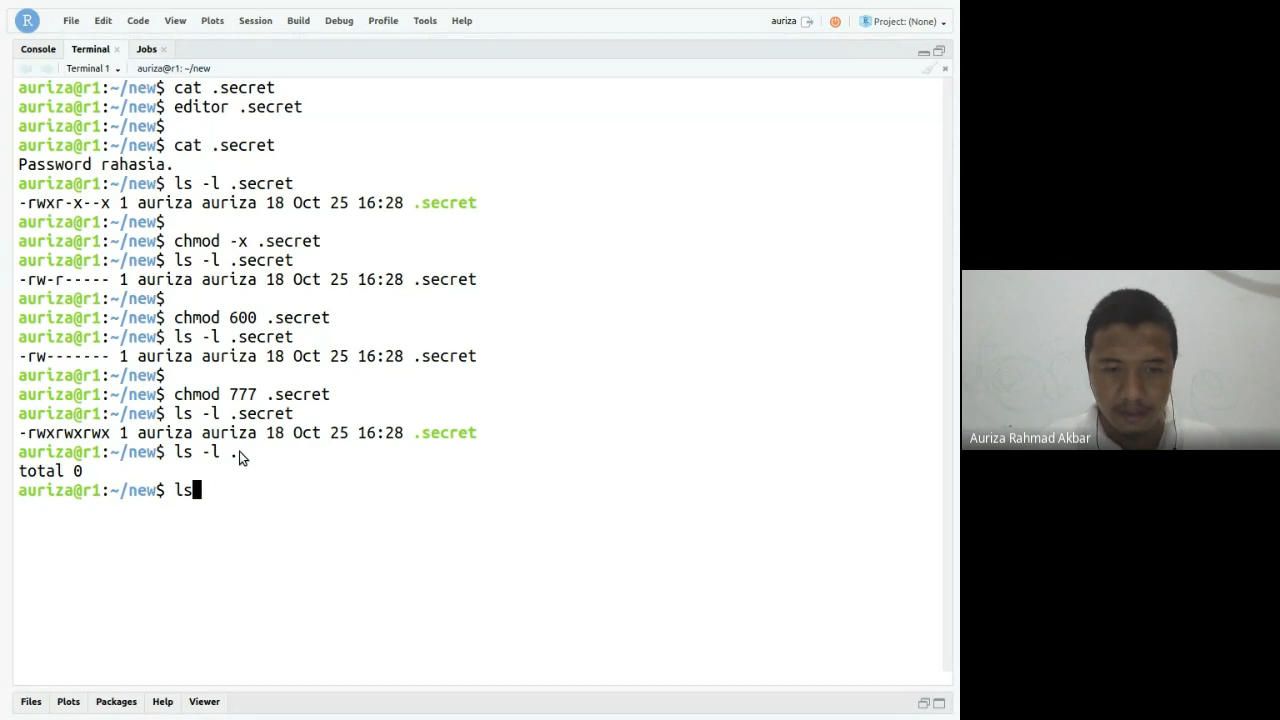 R File Edit Code View Plots Session Build Debug Profile Tools Help auriza R Project: (None)
Console Terminal Jobs
Terminal 1 auriza@r1: ~/new
auriza@r1:~/new$ cat .secret
auriza@r1:~/new$ editor .secret
auriza@r1:~/new$
auriza@r1:~/new$ cat .secret
Password rahasia.
auriza@r1:~/new$ ls -l .secret
-rwxr-x--x 1 auriza auriza 18 Oct 25 16:28 .secret
auriza@r1:~/new$
auriza@r1:~/new$ chmod -x .secret
auriza@r1:~/new$ ls -l .secret
-rw-r----- 1 auriza auriza 18 Oct 25 16:28 .secret
auriza@r1:~/new$
auriza@r1:~/new$ chmod 600 .secret
auriza@r1:~/new$ ls -l .secret
-rw------- 1 auriza auriza 18 Oct 25 16:28 .secret
auriza@r1:~/new$
auriza@r1:~/new$ chmod 777 .secret
auriza@r1:~/new$ ls -l .secret
-rwxrwxrwx 1 auriza auriza 18 Oct 25 16:28 .secret
auriza@r1:~/new$ ls -l .
total 0
auriza@r1:~/new$ ls
Auriza Rahmad Akbar
Files Plots Packages Help Viewer